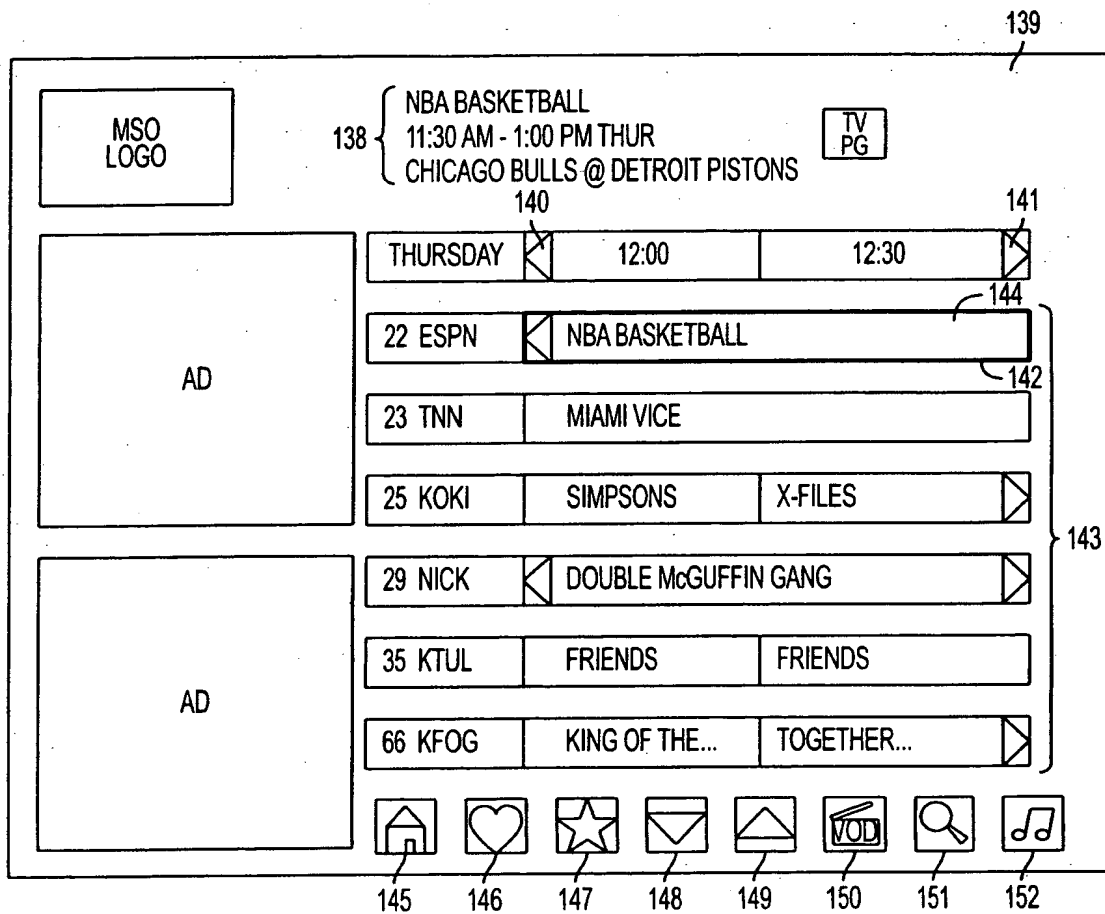 139
MSO
LOGO
138
NBA BASKETBALL
11:30 AM - 1:00 PM THUR
CHICAGO BULLS @ DETROIT PISTONS
TV
PG
140
141
THURSDAY 12:00 12:30
144
22 ESPN NBA BASKETBALL
142
AD
23 TNN MIAMI VICE
25 KOKI SIMPSONS X-FILES
143
29 NICK DOUBLE McGUFFIN GANG
35 KTUL FRIENDS FRIENDS
AD
66 KFOG KING OF THE... TOGETHER...
VOD
145 146 147 148 149 150 151 152